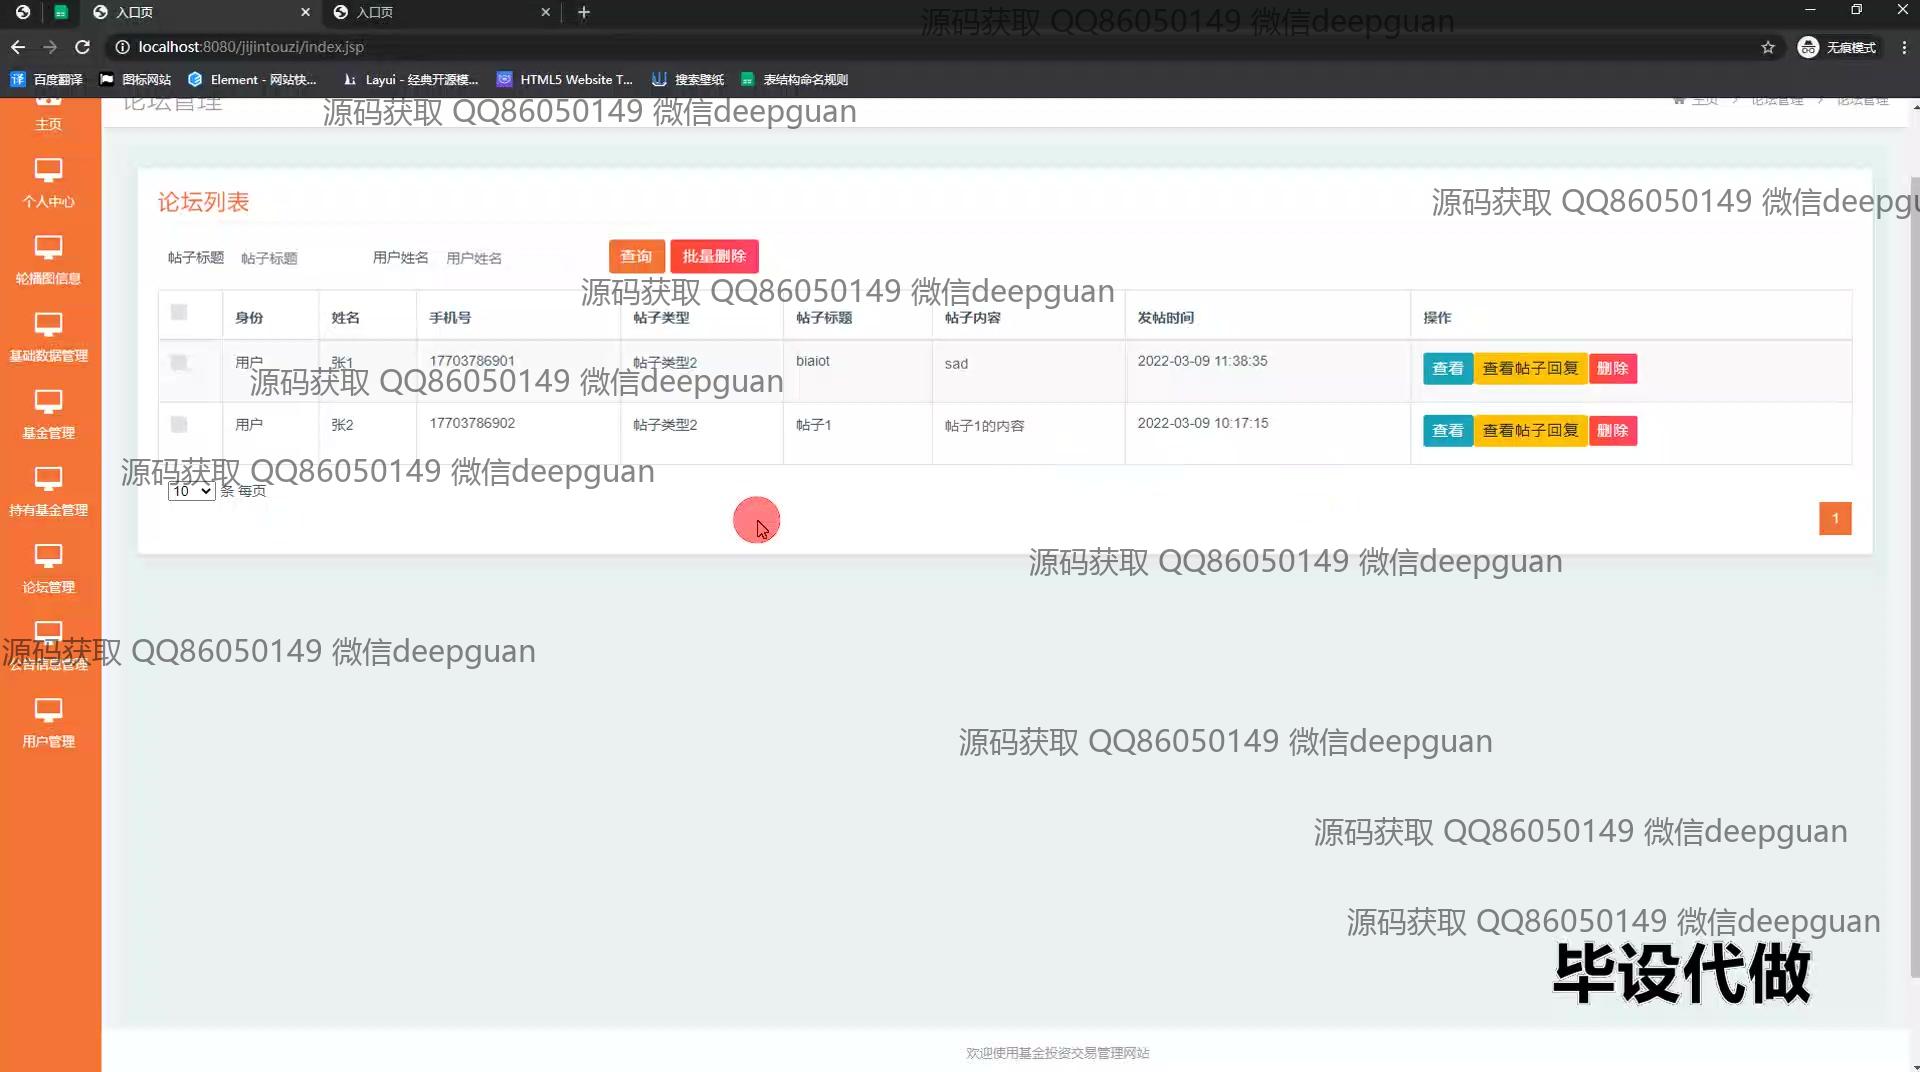 入口页
入口页
源码获取 QQ86050149 微信deepguan
localhost:8080/jijintouzi/index.jsp
无痕模式
百度翻译
图标网站
Element - 网站快...
Layui - 经典开源模...
HTML5 Website T...
搜索壁纸
表结构命名规则
论坛管理
主页
论坛管理
论坛管理
源码获取 QQ86050149 微信deepguan
主页
个人中心
轮播图信息
基础数据管理
基金管理
持有基金管理
论坛管理
公告信息管理
用户管理
论坛列表
源码获取 QQ86050149 微信deepgu
帖子标题 帖子标题 用户姓名 用户姓名 查询 批量删除
源码获取 QQ86050149 微信deepguan
身份 姓名 手机号 帖子类型 帖子标题 帖子内容 发帖时间 操作
用户 张1 17703786901 帖子类型2 biaiot sad 2022-03-09 11:38:35 查看 查看帖子回复 删除
源码获取 QQ86050149 微信deepguan
用户 张2 17703786902 帖子类型2 帖子1 帖子1的内容 2022-03-09 10:17:15 查看 查看帖子回复 删除
源码获取 QQ86050149 微信deepguan
10 条 每页
1
源码获取 QQ86050149 微信deepguan
源码获取 QQ86050149 微信deepguan
源码获取 QQ86050149 微信deepguan
源码获取 QQ86050149 微信deepguan
源码获取 QQ86050149 微信deepguan
毕设代做
欢迎使用基金投资交易管理网站